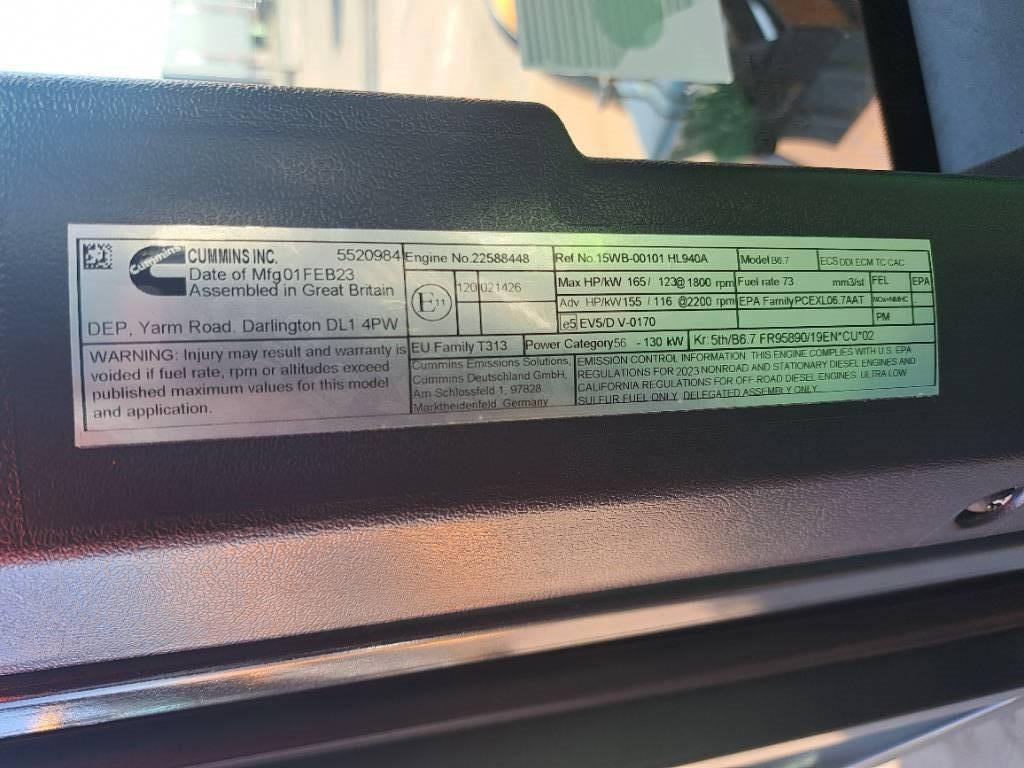 Cummins
CUMMINS INC. 5520984
Date of Mfg01FEB23
Assembled in Great Britain
DEP, Yarm Road. Darlington DL1 4PW
WARNING: Injury may result and warranty is
voided if fuel rate, rpm or altitudes exceed
published maximum values for this model
and application.
Engine No.22588448
E11 120 021426
EU Family T313
Ref No.15WB-00101 HL940A
Model B6.7
ECS DDI ECM TC CAC
Max HP/kW 165 / 123@ 1800 rpm
Fuel rate 73 mm3/st
FEL EPA
Adv HP/kW155 / 116 @2200 rpm
EPA Family PCEXL06.7AAT
NOx+NMHC
e5 EV5/D V-0170
PM
Power Category56 - 130 kW
Kr: 5th/B6.7 FR95890/19EN*CU*02
Cummins Emissions Solutions,
Cummins Deutschland GmbH,
Am Schlossfeld 1, 97828
Marktheidenfeld, Germany
EMISSION CONTROL INFORMATION THIS ENGINE COMPLIES WITH U.S. EPA
REGULATIONS FOR 2023 NONROAD AND STATIONARY DIESEL ENGINES AND
CALIFORNIA REGULATIONS FOR OFF ROAD DIESEL ENGINES. ULTRA LOW
SULFUR FUEL ONLY. DELEGATED ASSEMBLY ONLY